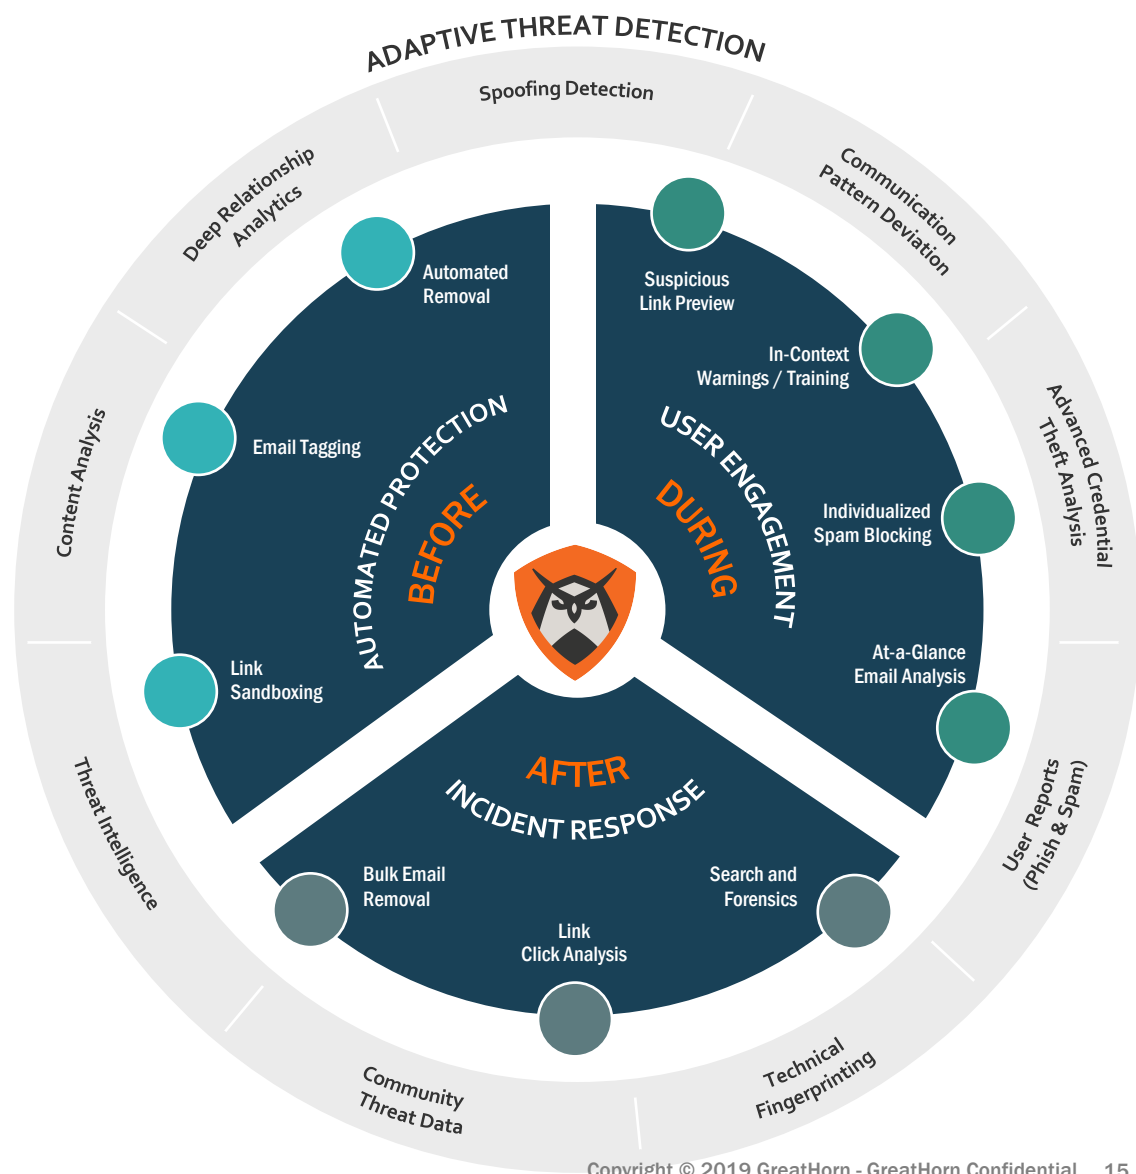 ADAPTIVE THREAT DETECTION
Spoofing Detection
Communication
Pattern Deviation
Advanced Credential
Theft Analysis
User Reports
(Phish & Spam)
Technical
Fingerprinting
Community
Threat Data
Threat Intelligence
Content Analysis
Deep Relationship
Analytics
Automated
Removal
Email Tagging
Link
Sandboxing
AUTOMATED PROTECTION
BEFORE
Suspicious
Link Preview
In-Context
Warnings / Training
Individualized
Spam Blocking
At-a-Glance
Email Analysis
USER ENGAGEMENT
DURING
AFTER
INCIDENT RESPONSE
Bulk Email
Removal
Link
Click Analysis
Search and
Forensics
Copyright © 2019 GreatHorn - GreatHorn Confidential 15